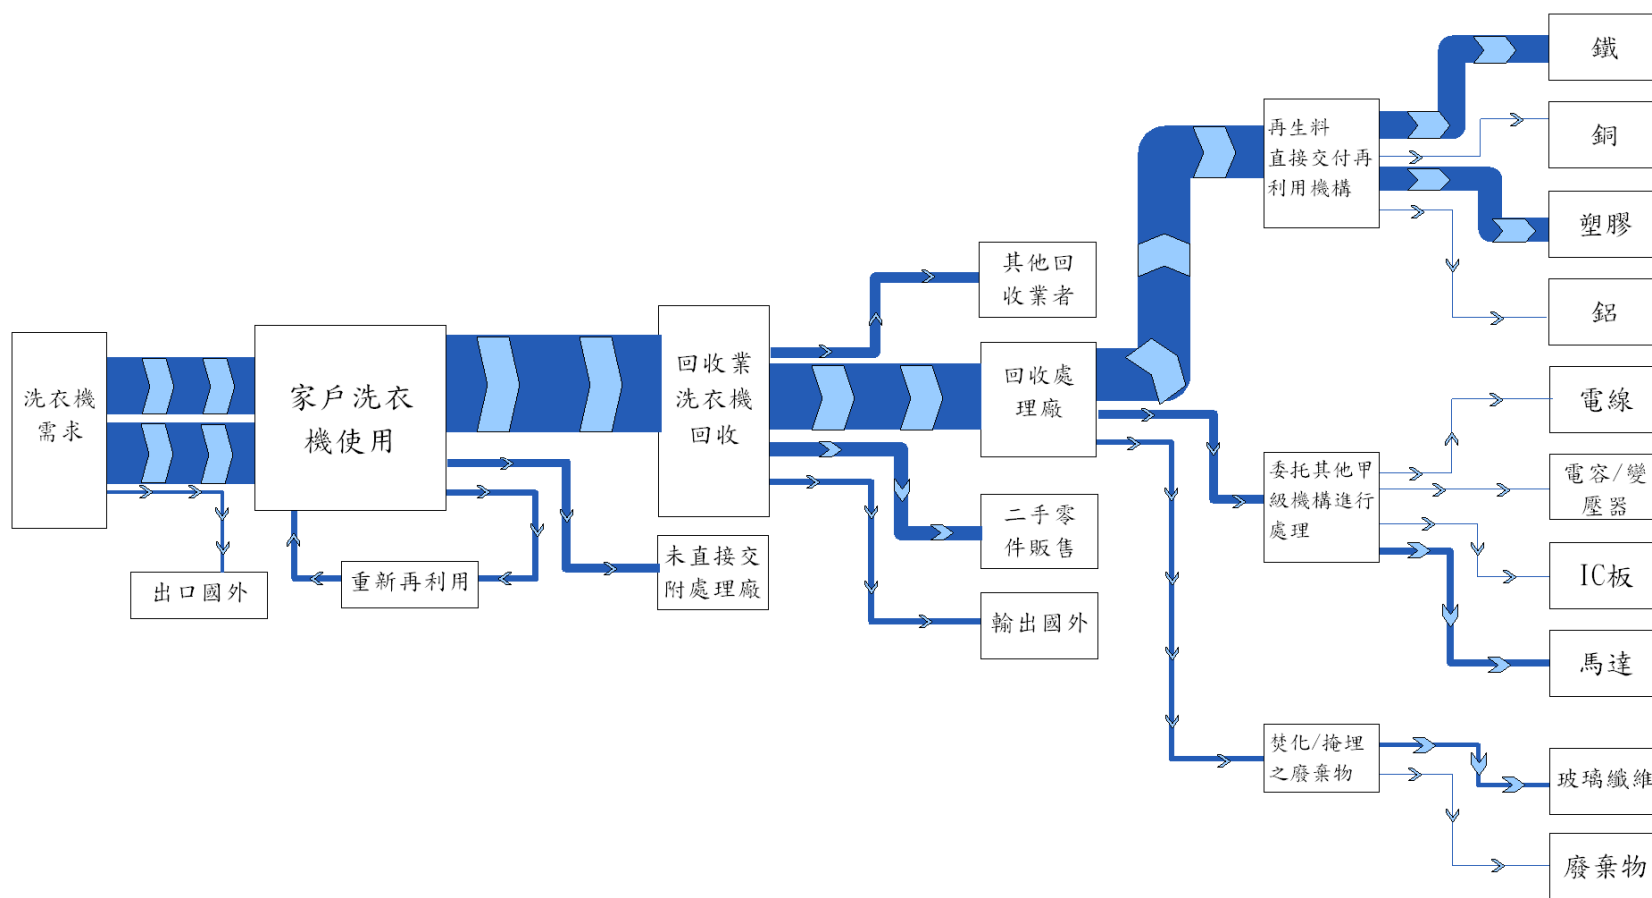 洗衣機
需求
出口國外
家戶洗衣
機使用
重新再利用
回收業
洗衣機
回收
未直接交
附處理廠
其他回
收業者
回收處
理廠
二手零
件販售
輸出國外
再生料
直接交付再
利用機構
委托其他甲
級機構進行
處理
焚化/掩埋
之廢棄物
鐵
銅
塑膠
鋁
電線
電容/變
壓器
IC板
馬達
玻璃纖維
廢棄物